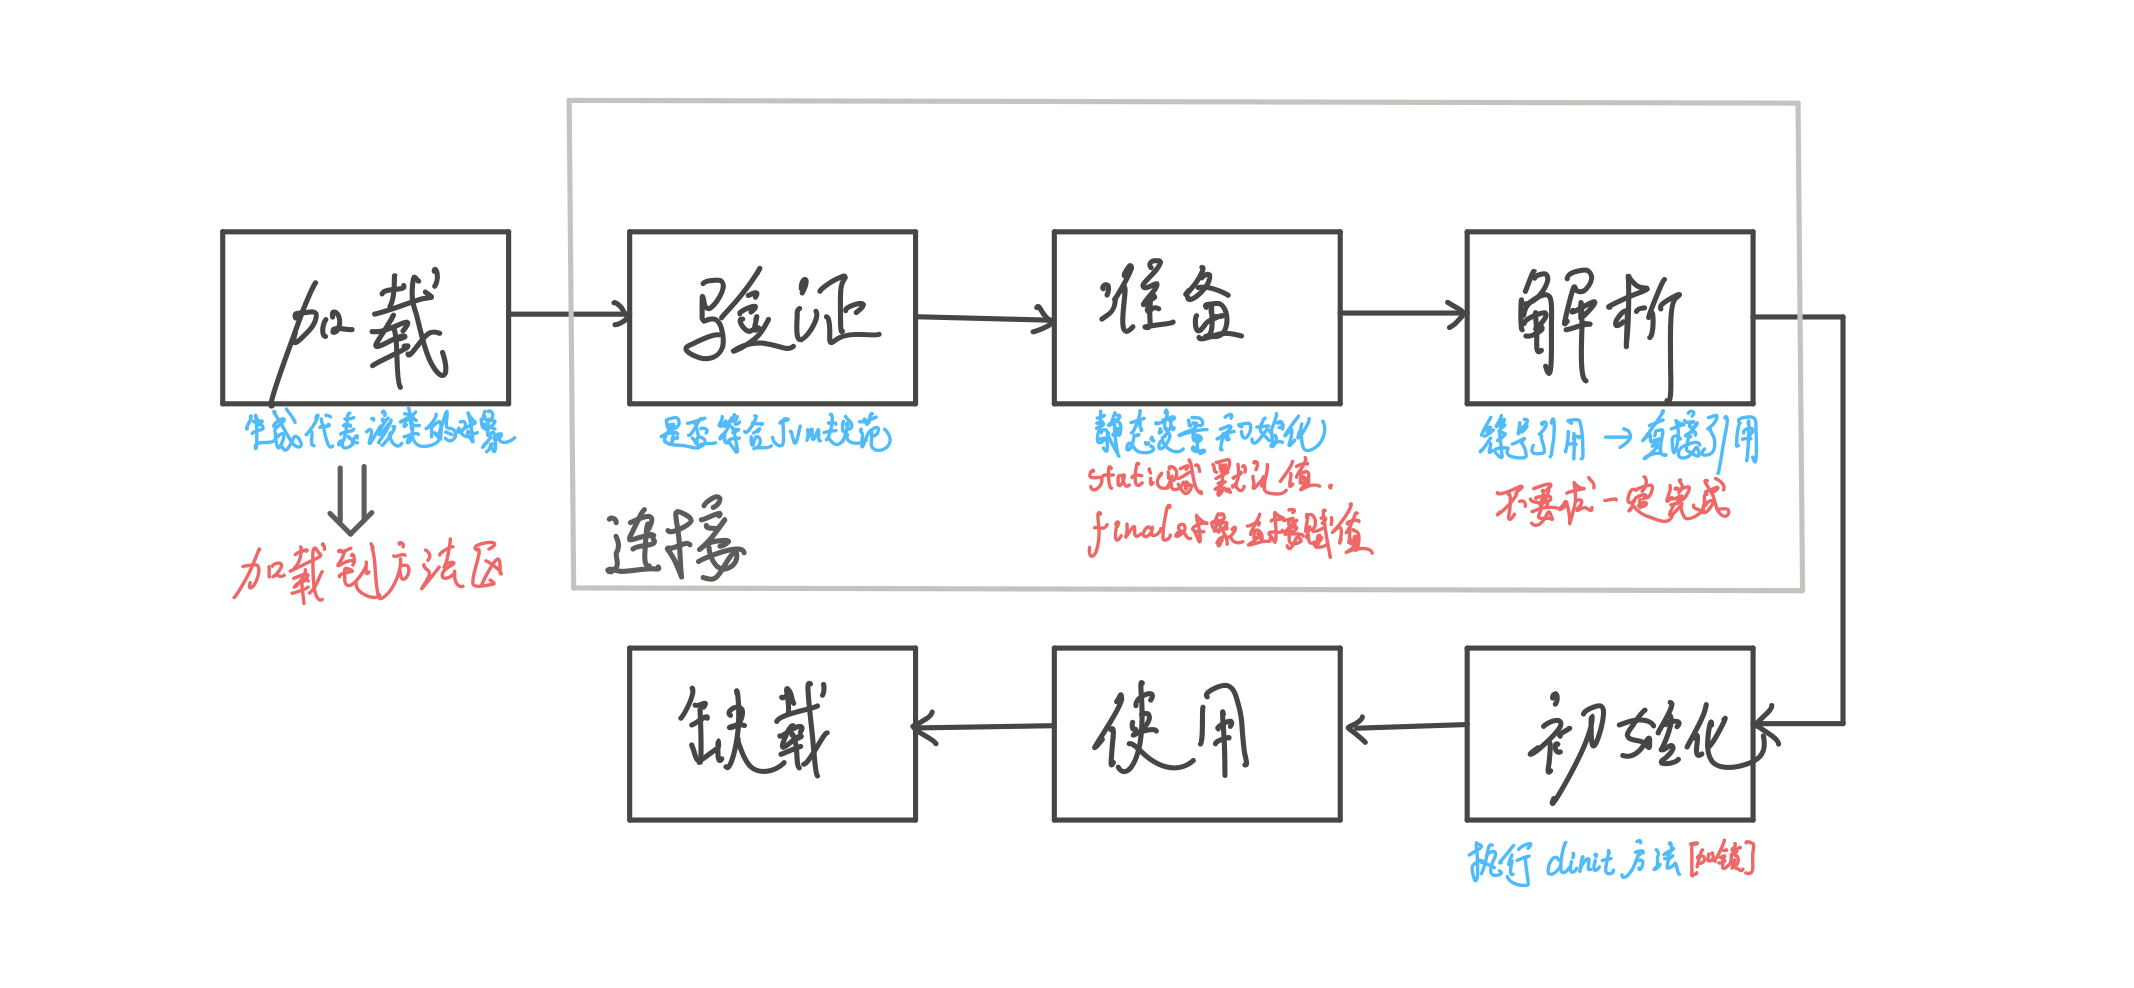 加载
验证
准备
解析
生成代表该类的对象
是否符合Jvm规范
静态变量初始化
符号引用→直接引用
static赋默认值.
不要求一定完成
final对象直接赋值
连接
加载到方法区
卸载
使用
初始化
执行 clinit 方法 [加锁]